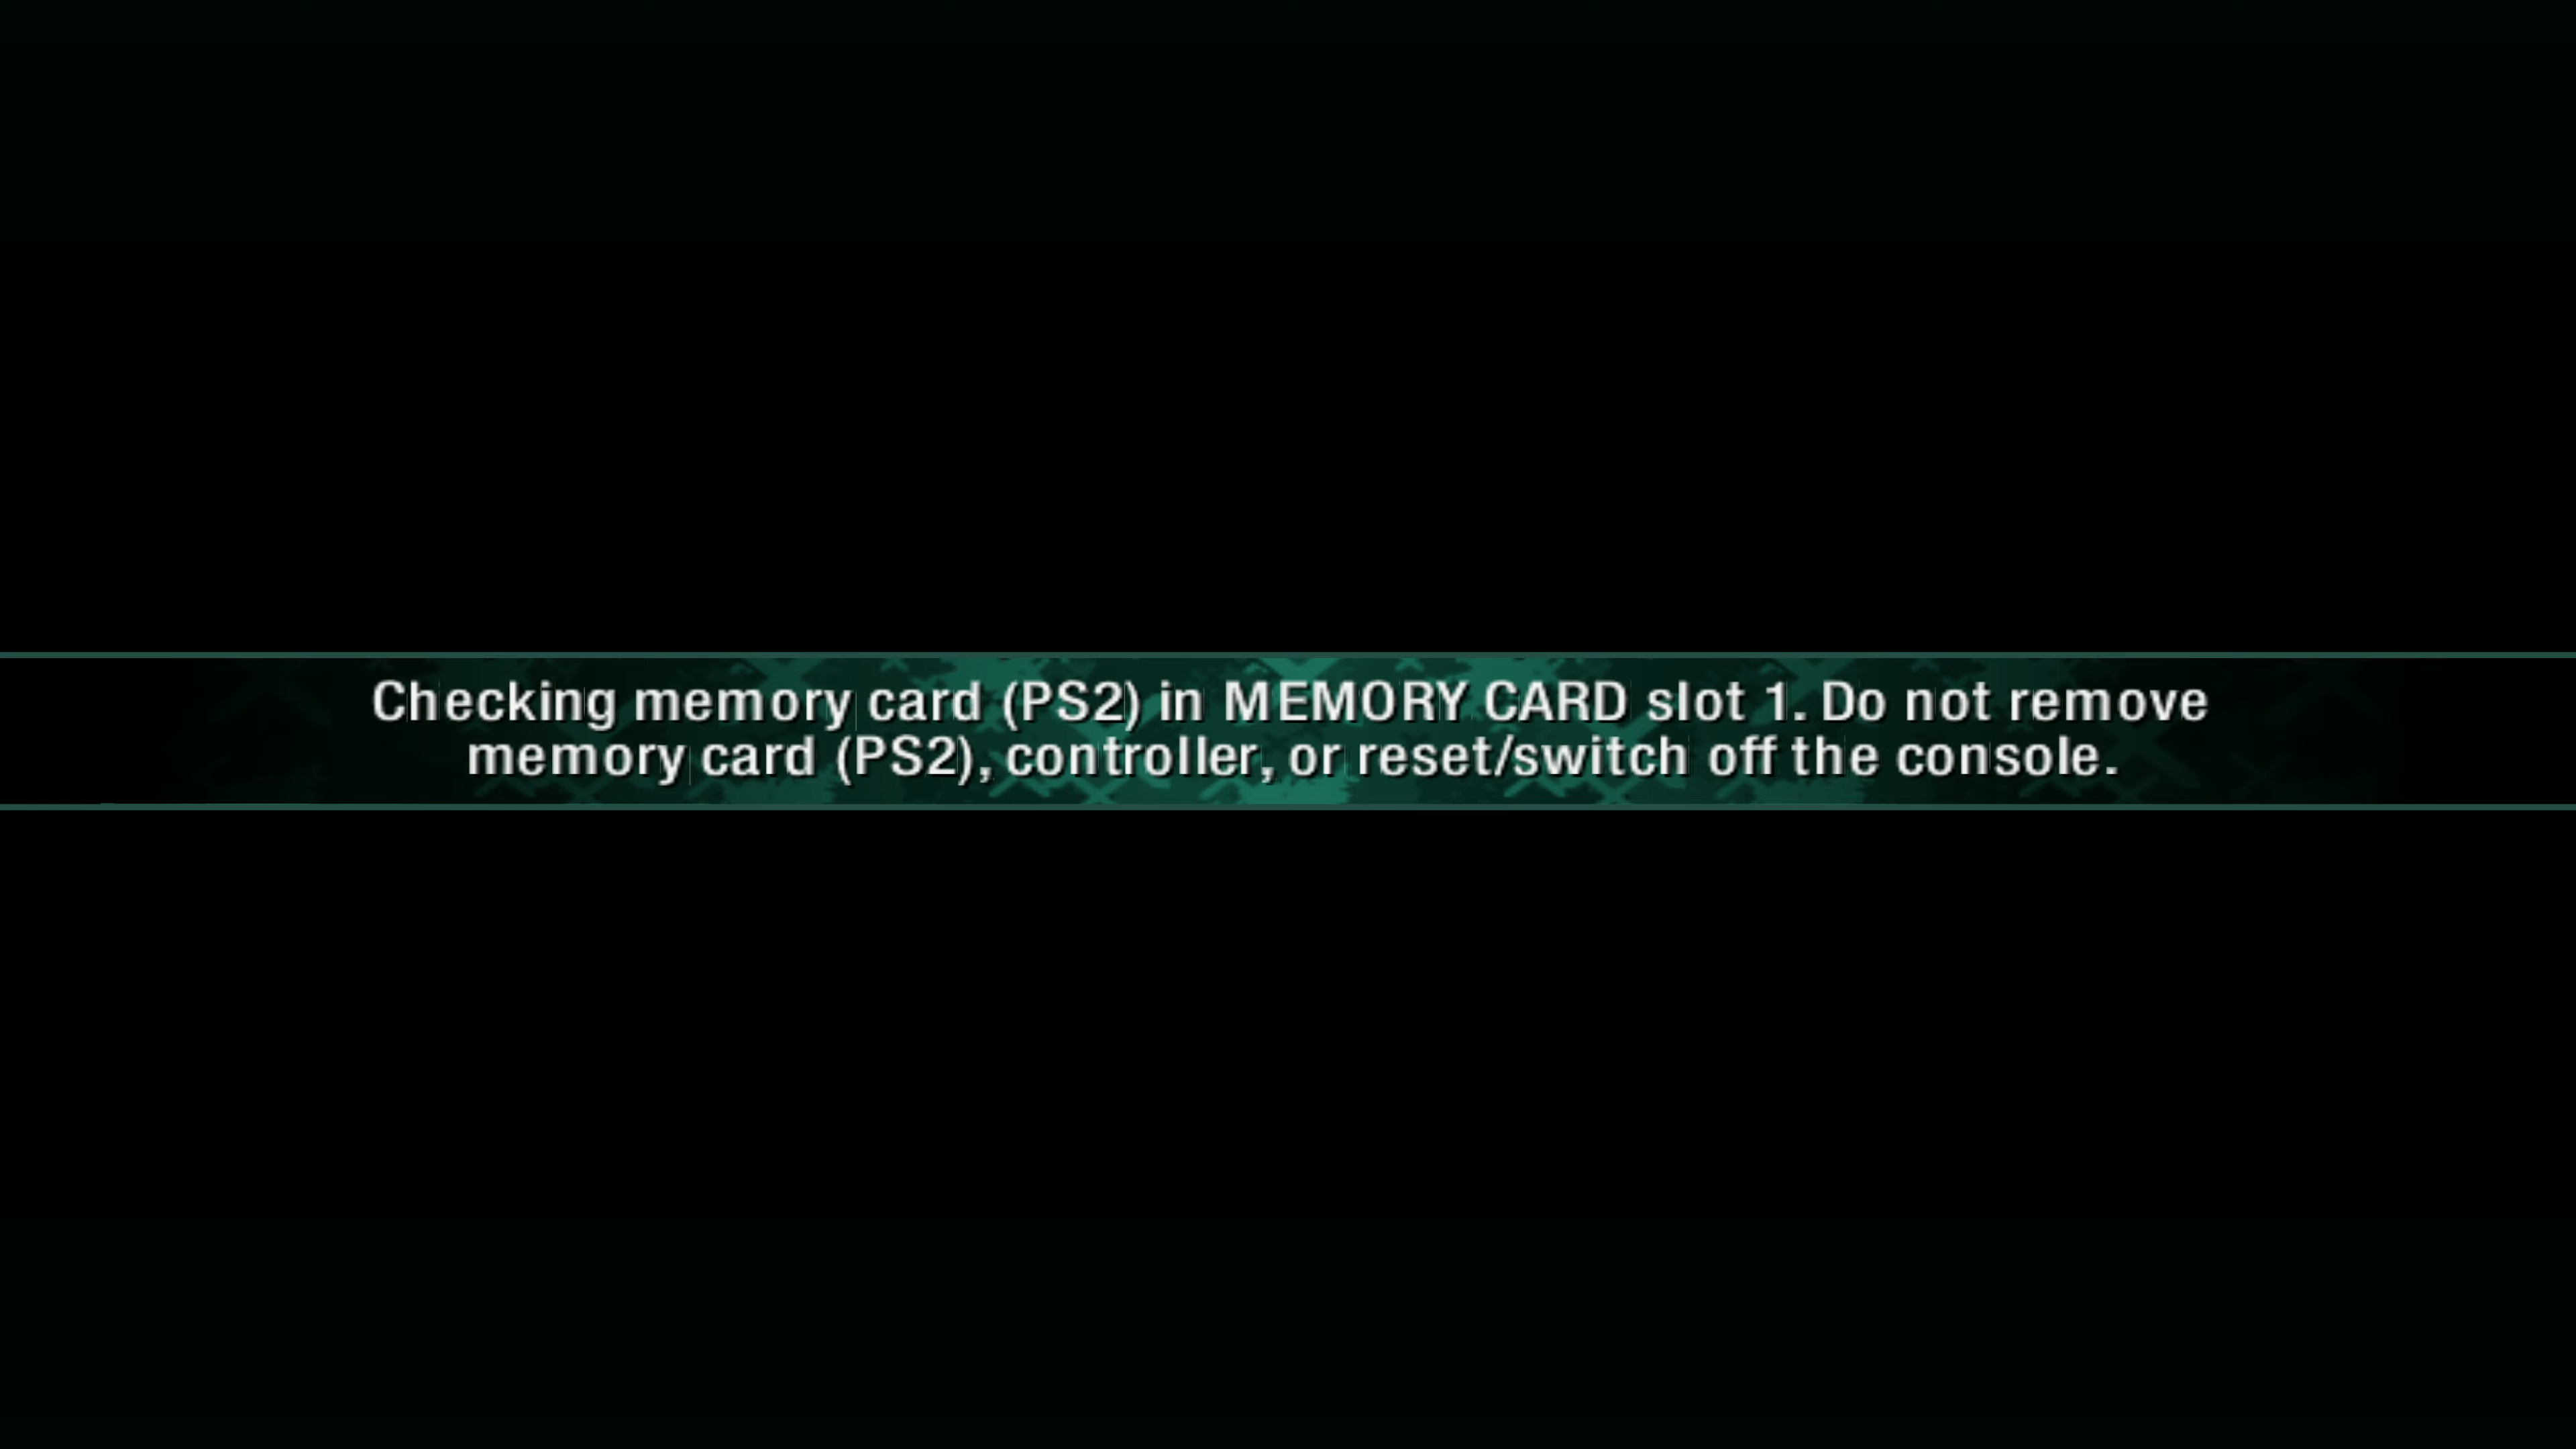 Checking memory card (PS2) in MEMORY CARD slot 1. Do not remove
memory card (PS2), controller, or reset/switch off the console.